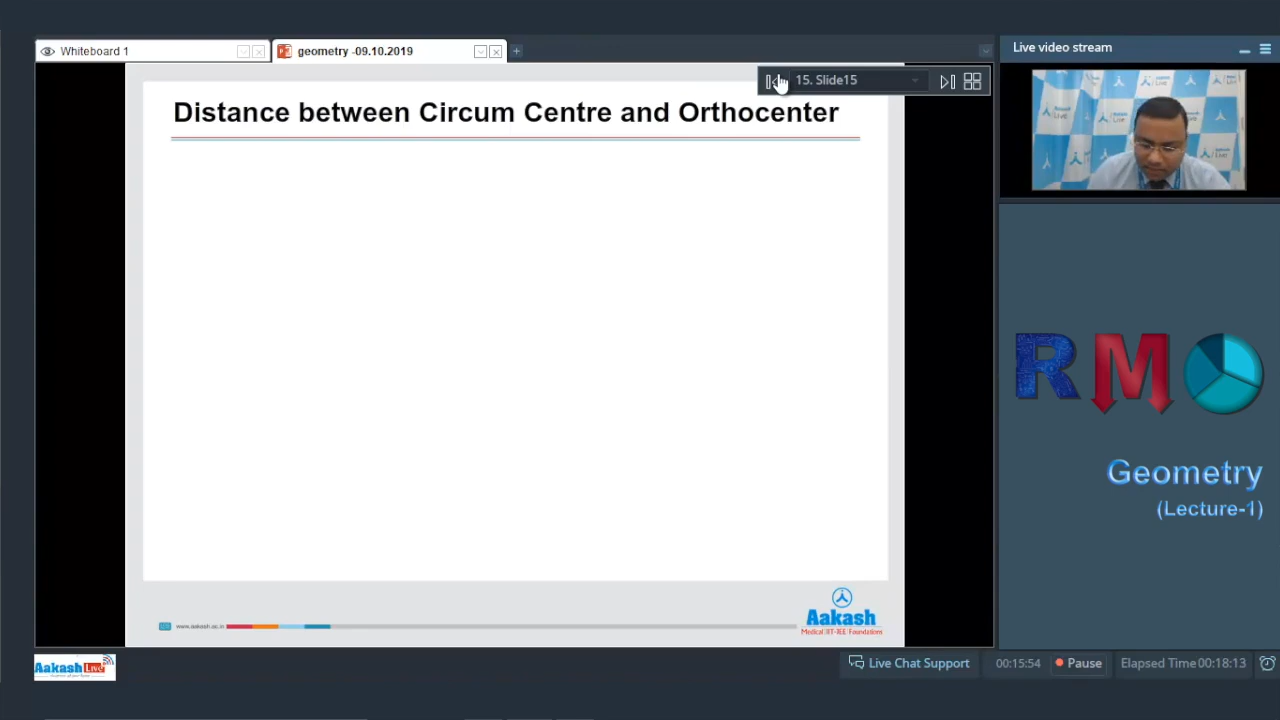 Whiteboard 1
geometry -09.10.2019
Live video stream
15. Slide15
Distance between Circum Centre and Orthocenter
RMO
Geometry
(Lecture-1)
www.aakash.ac.in
Aakash
Medical|IIT-JEE|Foundations
Aakash Live
Live Chat Support
00:15:54
Pause
Elapsed Time 00:18:13